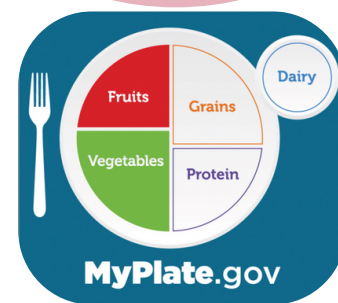 Dairy
Fruits
Grains
Vegetables
Protein
MyPlate.gov